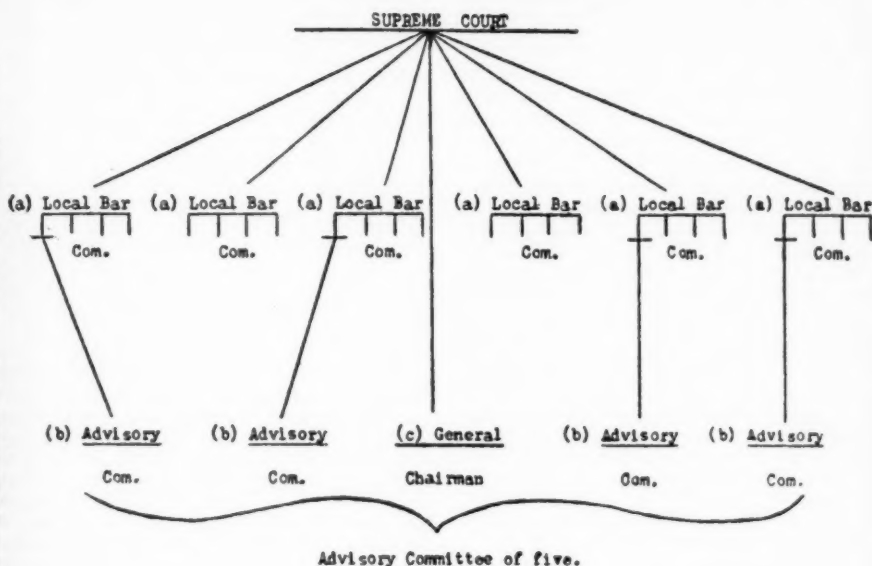 SUPREME COURT
(a) Local Bar (a) Local Bar (a) Local Bar (a) Local Bar (a) Local Bar (a) Local Bar
Com. Com. Com. Com. Com. Com.
(b) Advisory (b) Advisory (c) General (b) Advisory (b) Advisory
Com. Com. Chairman Com. Com.
Advisory Committee of five.